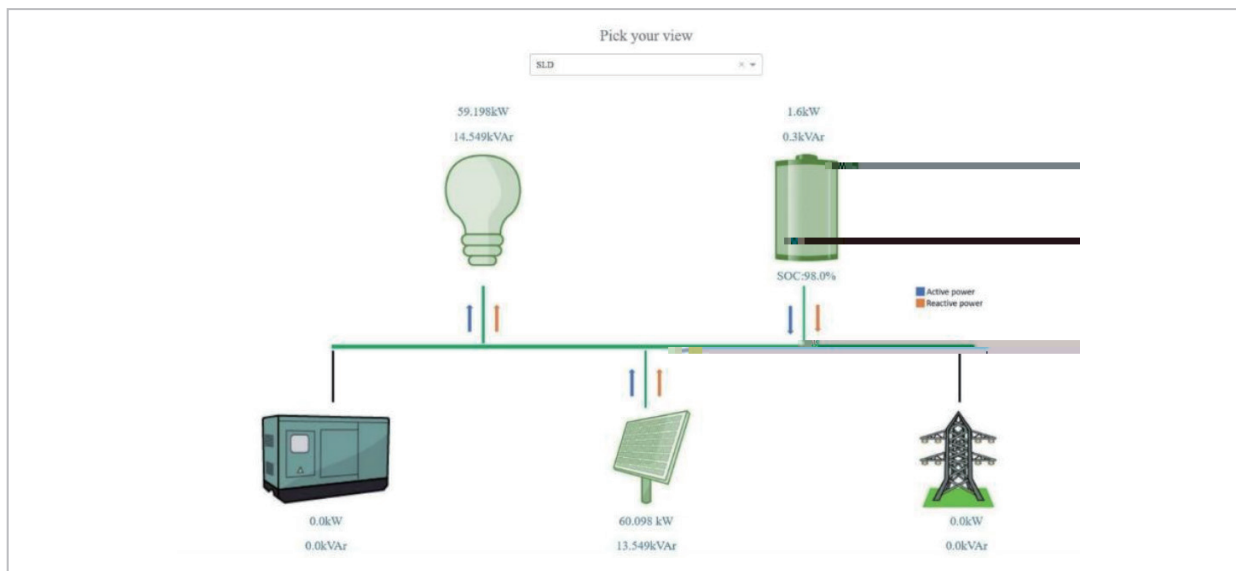 Pick your view
SLD
59.198kW
14.549kVAr
1.6kW
0.3kVAr
SOC:98.0%
Active power
Reactive power
0.0kW
0.0kVAr
60.098 kW
13.549kVAr
0.0kW
0.0kVAr